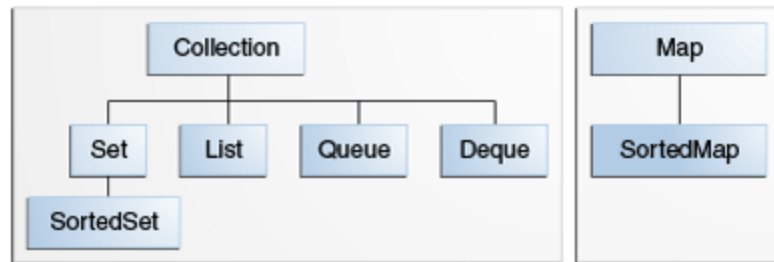 Collection
Map
Set
List
Queue
Deque
SortedMap
SortedSet